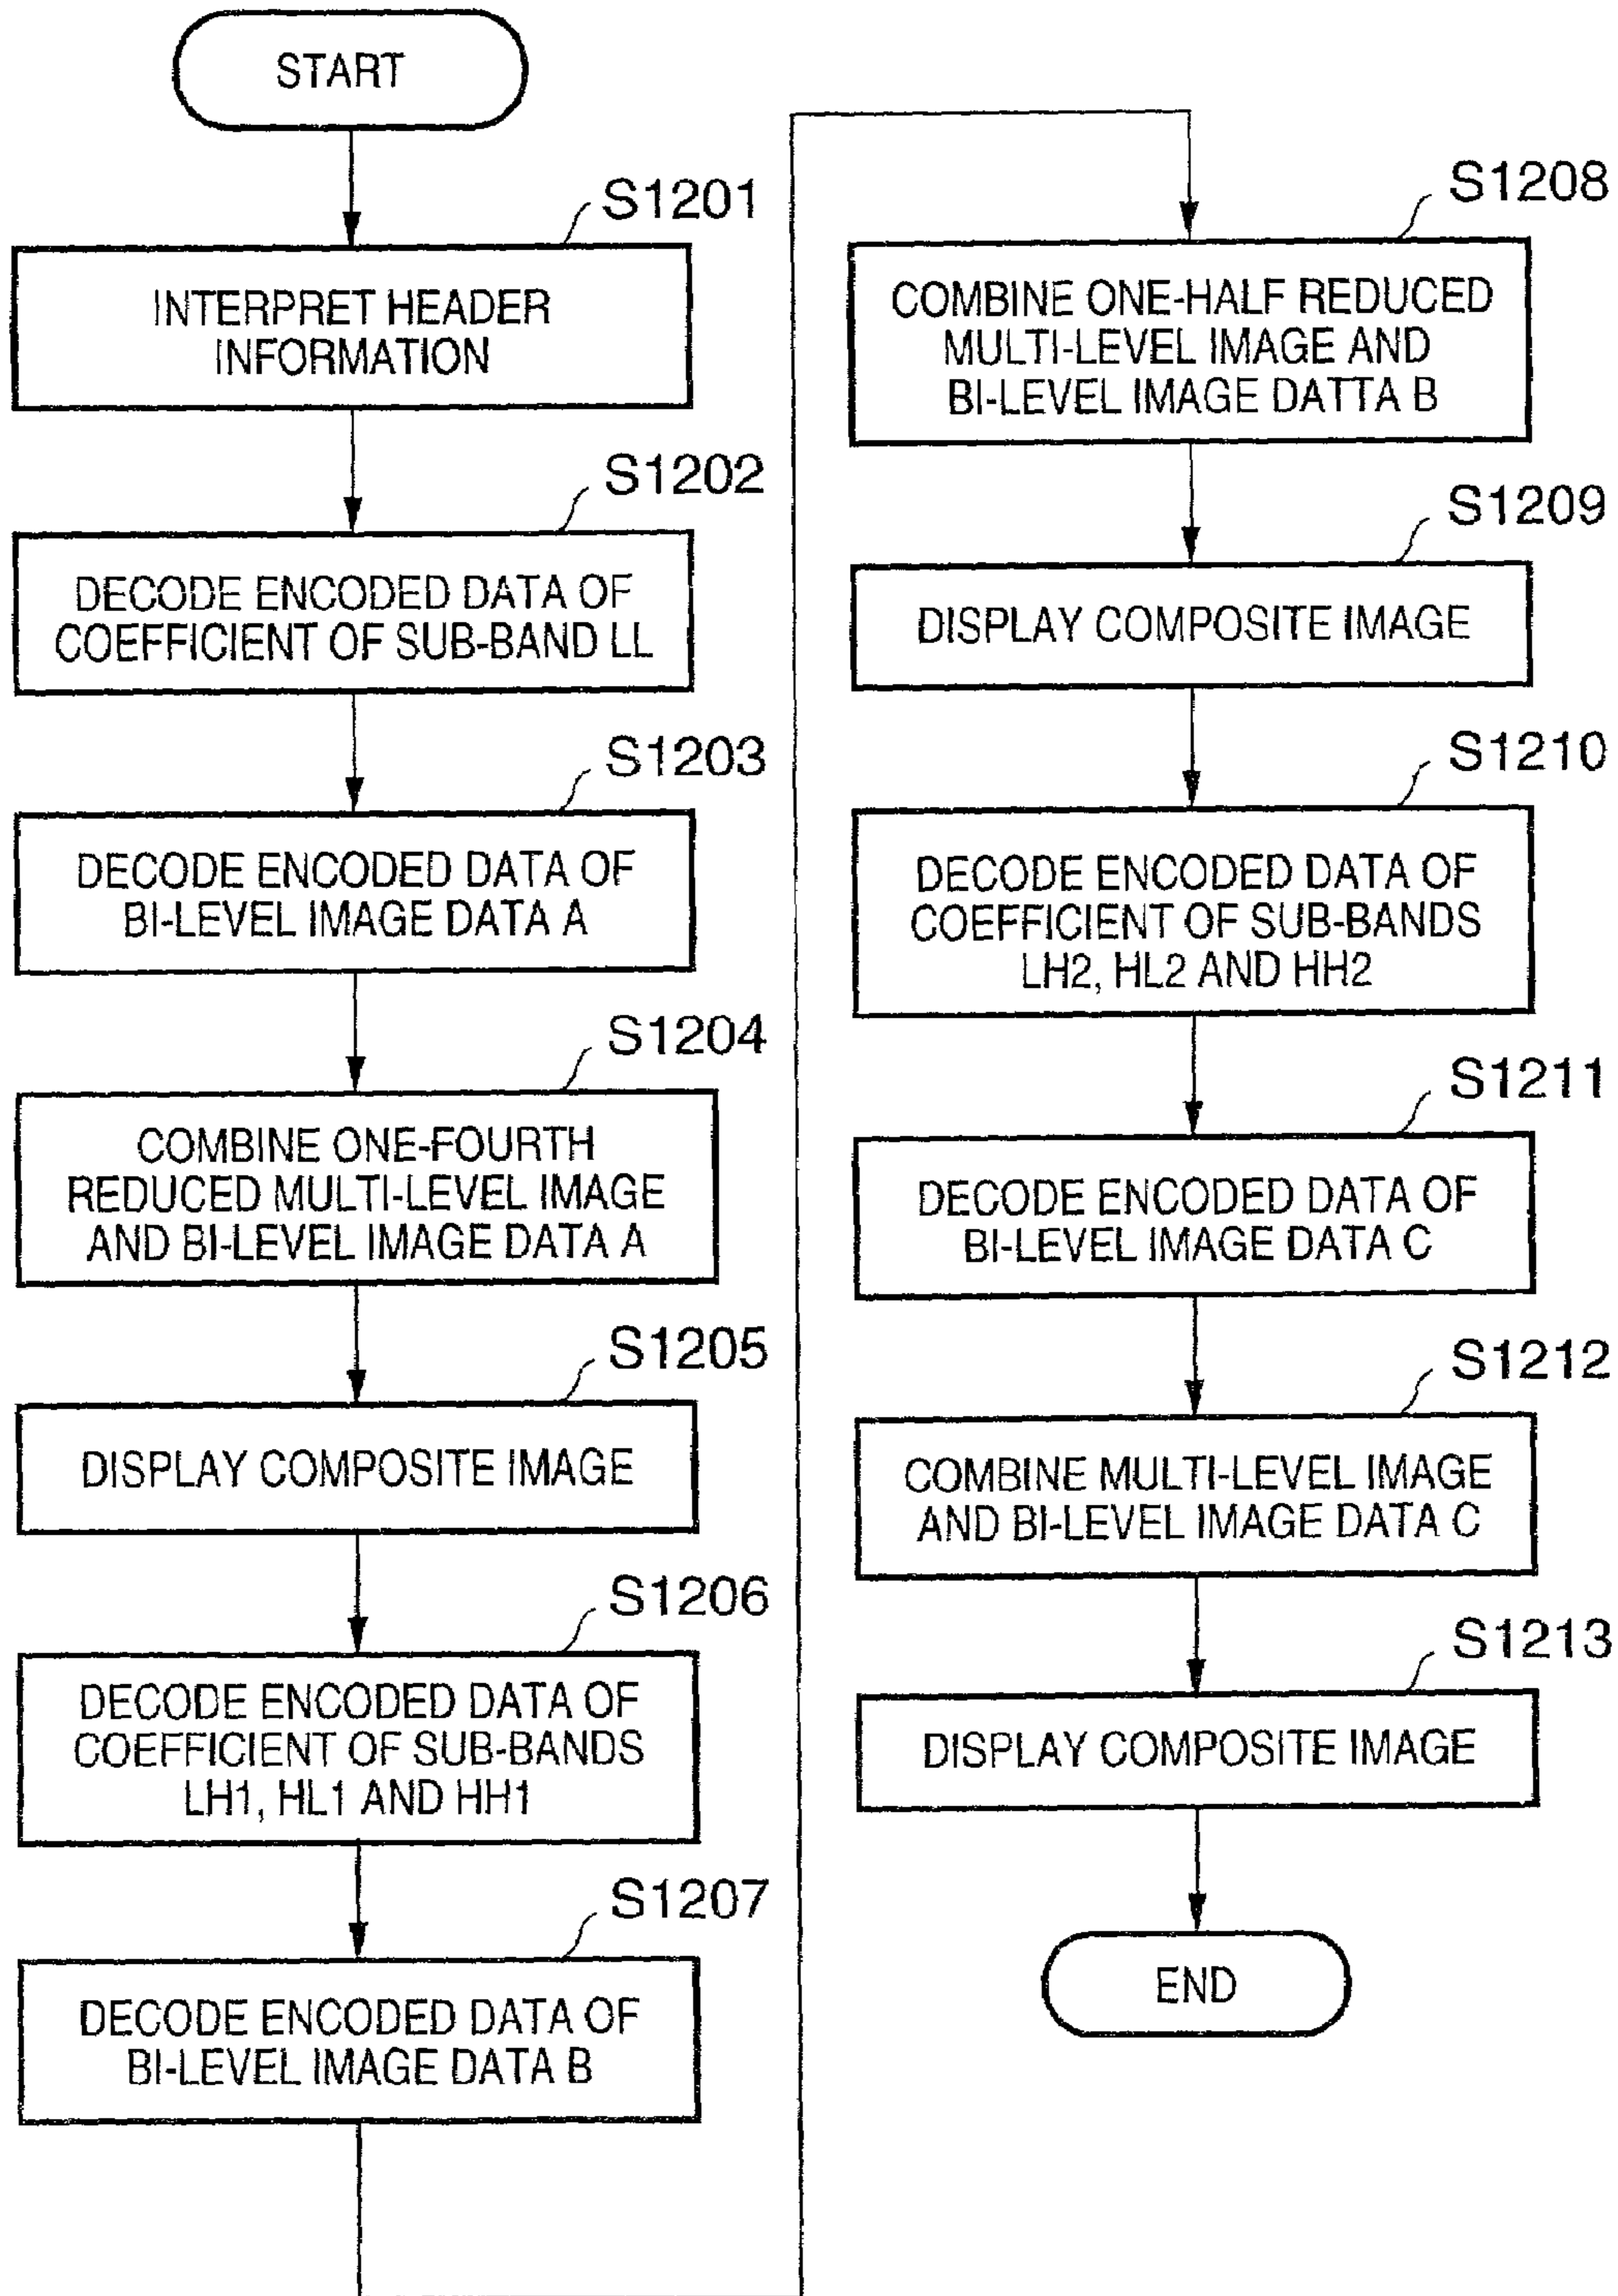 START
S1201
INTERPRET HEADER
INFORMATION
S1202
DECODE ENCODED DATA OF
COEFFICIENT OF SUB-BAND LL
S1203
DECODE ENCODED DATA OF
BI-LEVEL IMAGE DATA A
S1204
COMBINE ONE-FOURTH
REDUCED MULTI-LEVEL IMAGE
AND BI-LEVEL IMAGE DATA A
S1205
DISPLAY COMPOSITE IMAGE
S1206
DECODE ENCODED DATA OF
COEFFICIENT OF SUB-BANDS
LH1, HL1 AND HH1
S1207
DECODE ENCODED DATA OF
BI-LEVEL IMAGE DATA B
S1208
COMBINE ONE-HALF REDUCED
MULTI-LEVEL IMAGE AND
BI-LEVEL IMAGE DATTA B
S1209
DISPLAY COMPOSITE IMAGE
S1210
DECODE ENCODED DATA OF
COEFFICIENT OF SUB-BANDS
LH2, HL2 AND HH2
S1211
DECODE ENCODED DATA OF
BI-LEVEL IMAGE DATA C
S1212
COMBINE MULTI-LEVEL IMAGE
AND BI-LEVEL IMAGE DATA C
S1213
DISPLAY COMPOSITE IMAGE
END